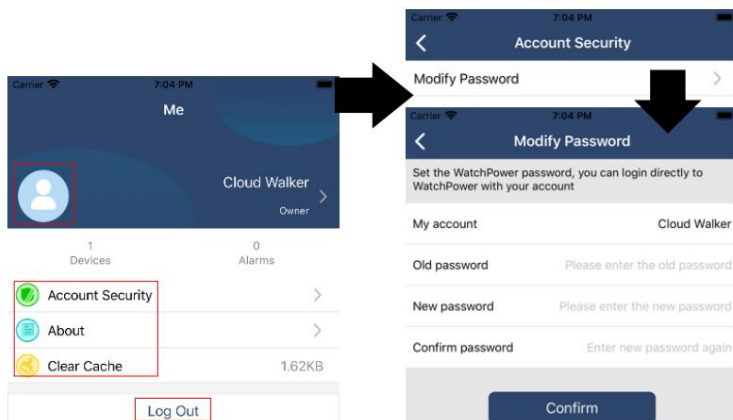 Carrier 7:04 PM
Me
Cloud Walker
Owner
1 0
Devices Alarms
Account Security
About
Clear Cache 1.62KB
Log Out
Carrier 7:04 PM
Account Security
Modify Password
Carrier 7:04 PM
Modify Password
Set the WatchPower password, you can login directly to
WatchPower with your account
My account Cloud Walker
Old password Please enter the old password
New password Please enter the new password
Confirm password Enter new password again
Confirm